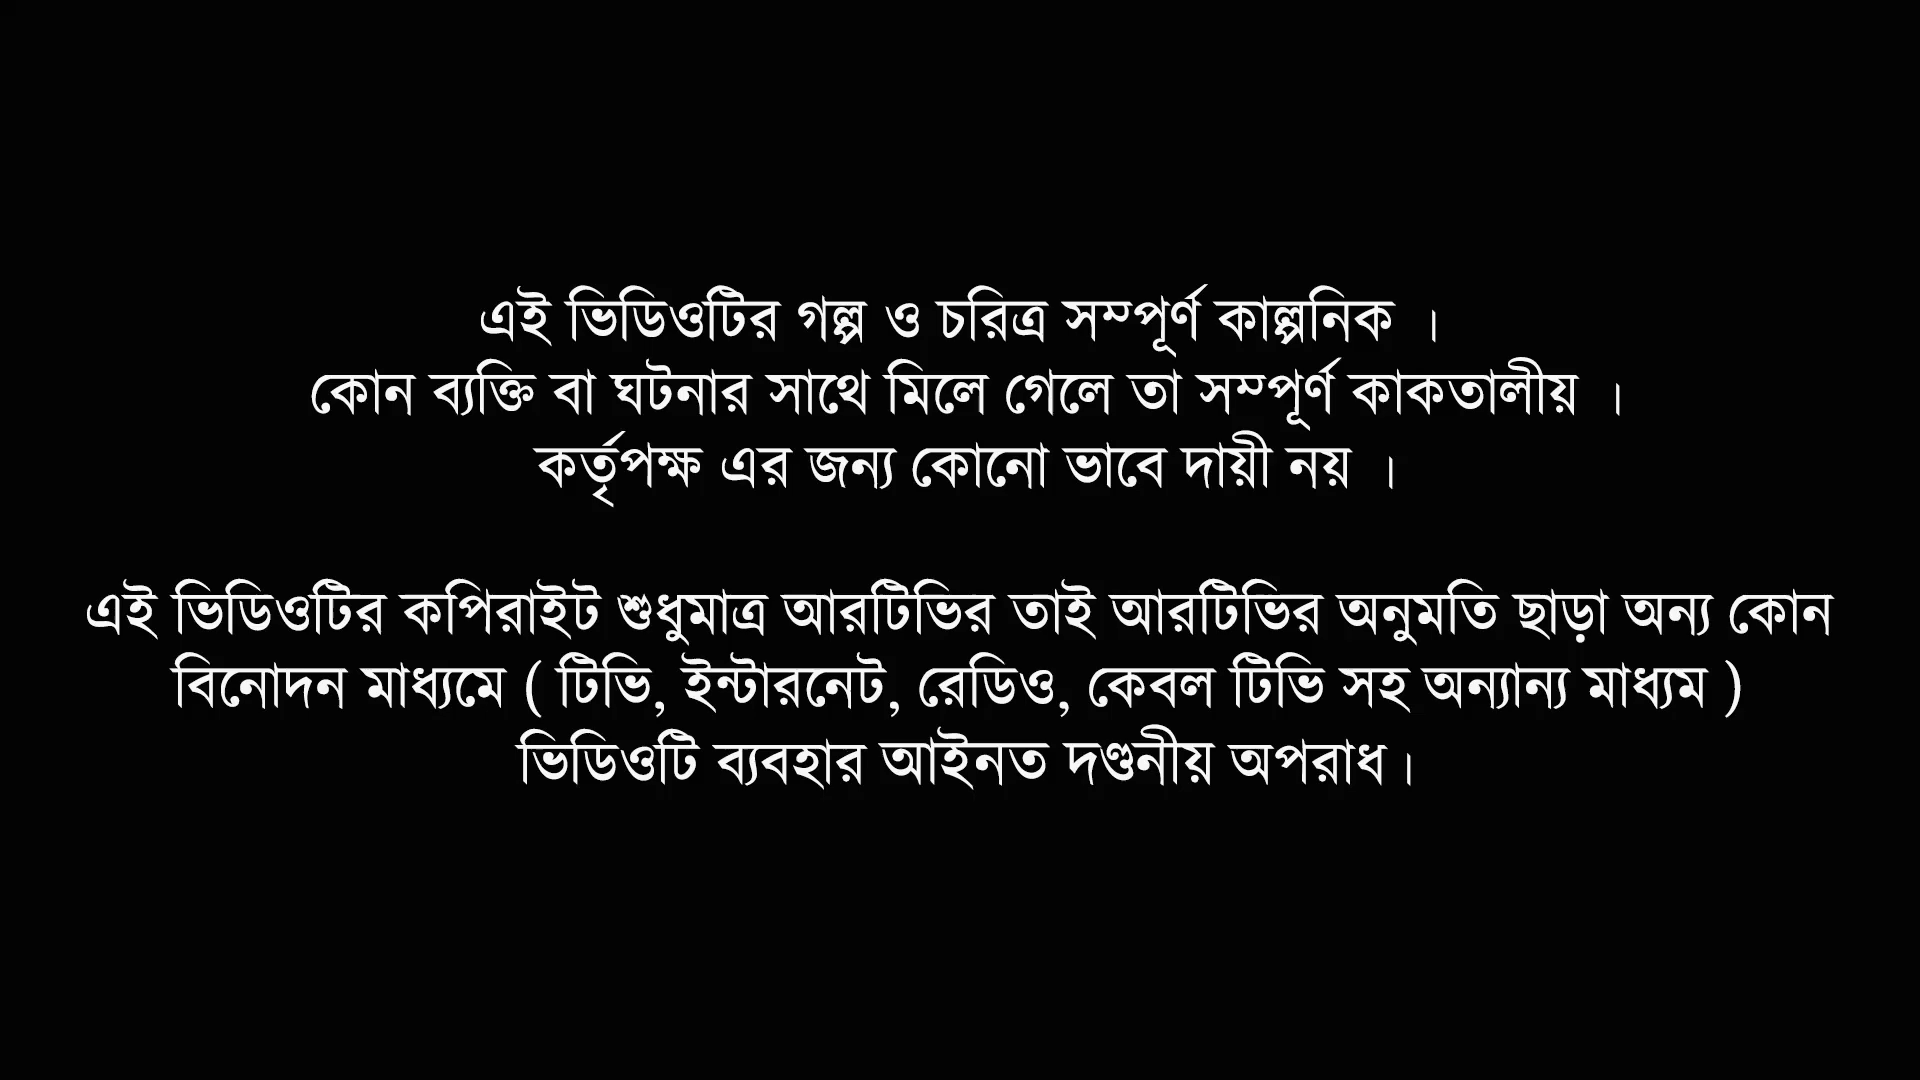 এই ভিডিওটির গল্প ও চরিত্র সম্পূর্ণ কাল্পনিক ।
কোন ব্যক্তি বা ঘটনার সাথে মিলে গেলে তা সম্পূর্ণ কাকতালীয় ।
কর্তৃপক্ষ এর জন্য কোনো ভাবে দায়ী নয় ।
এই ভিডিওটির কপিরাইট শুধুমাত্র আরটিভির তাই আরটিভির অনুমতি ছাড়া অন্য কোন
বিনোদন মাধ্যমে ( টিভি, ইন্টারনেট, রেডিও, কেবল টিভি সহ অন্যান্য মাধ্যম )
ভিডিওটি ব্যবহার আইনত দণ্ডনীয় অপরাধ।